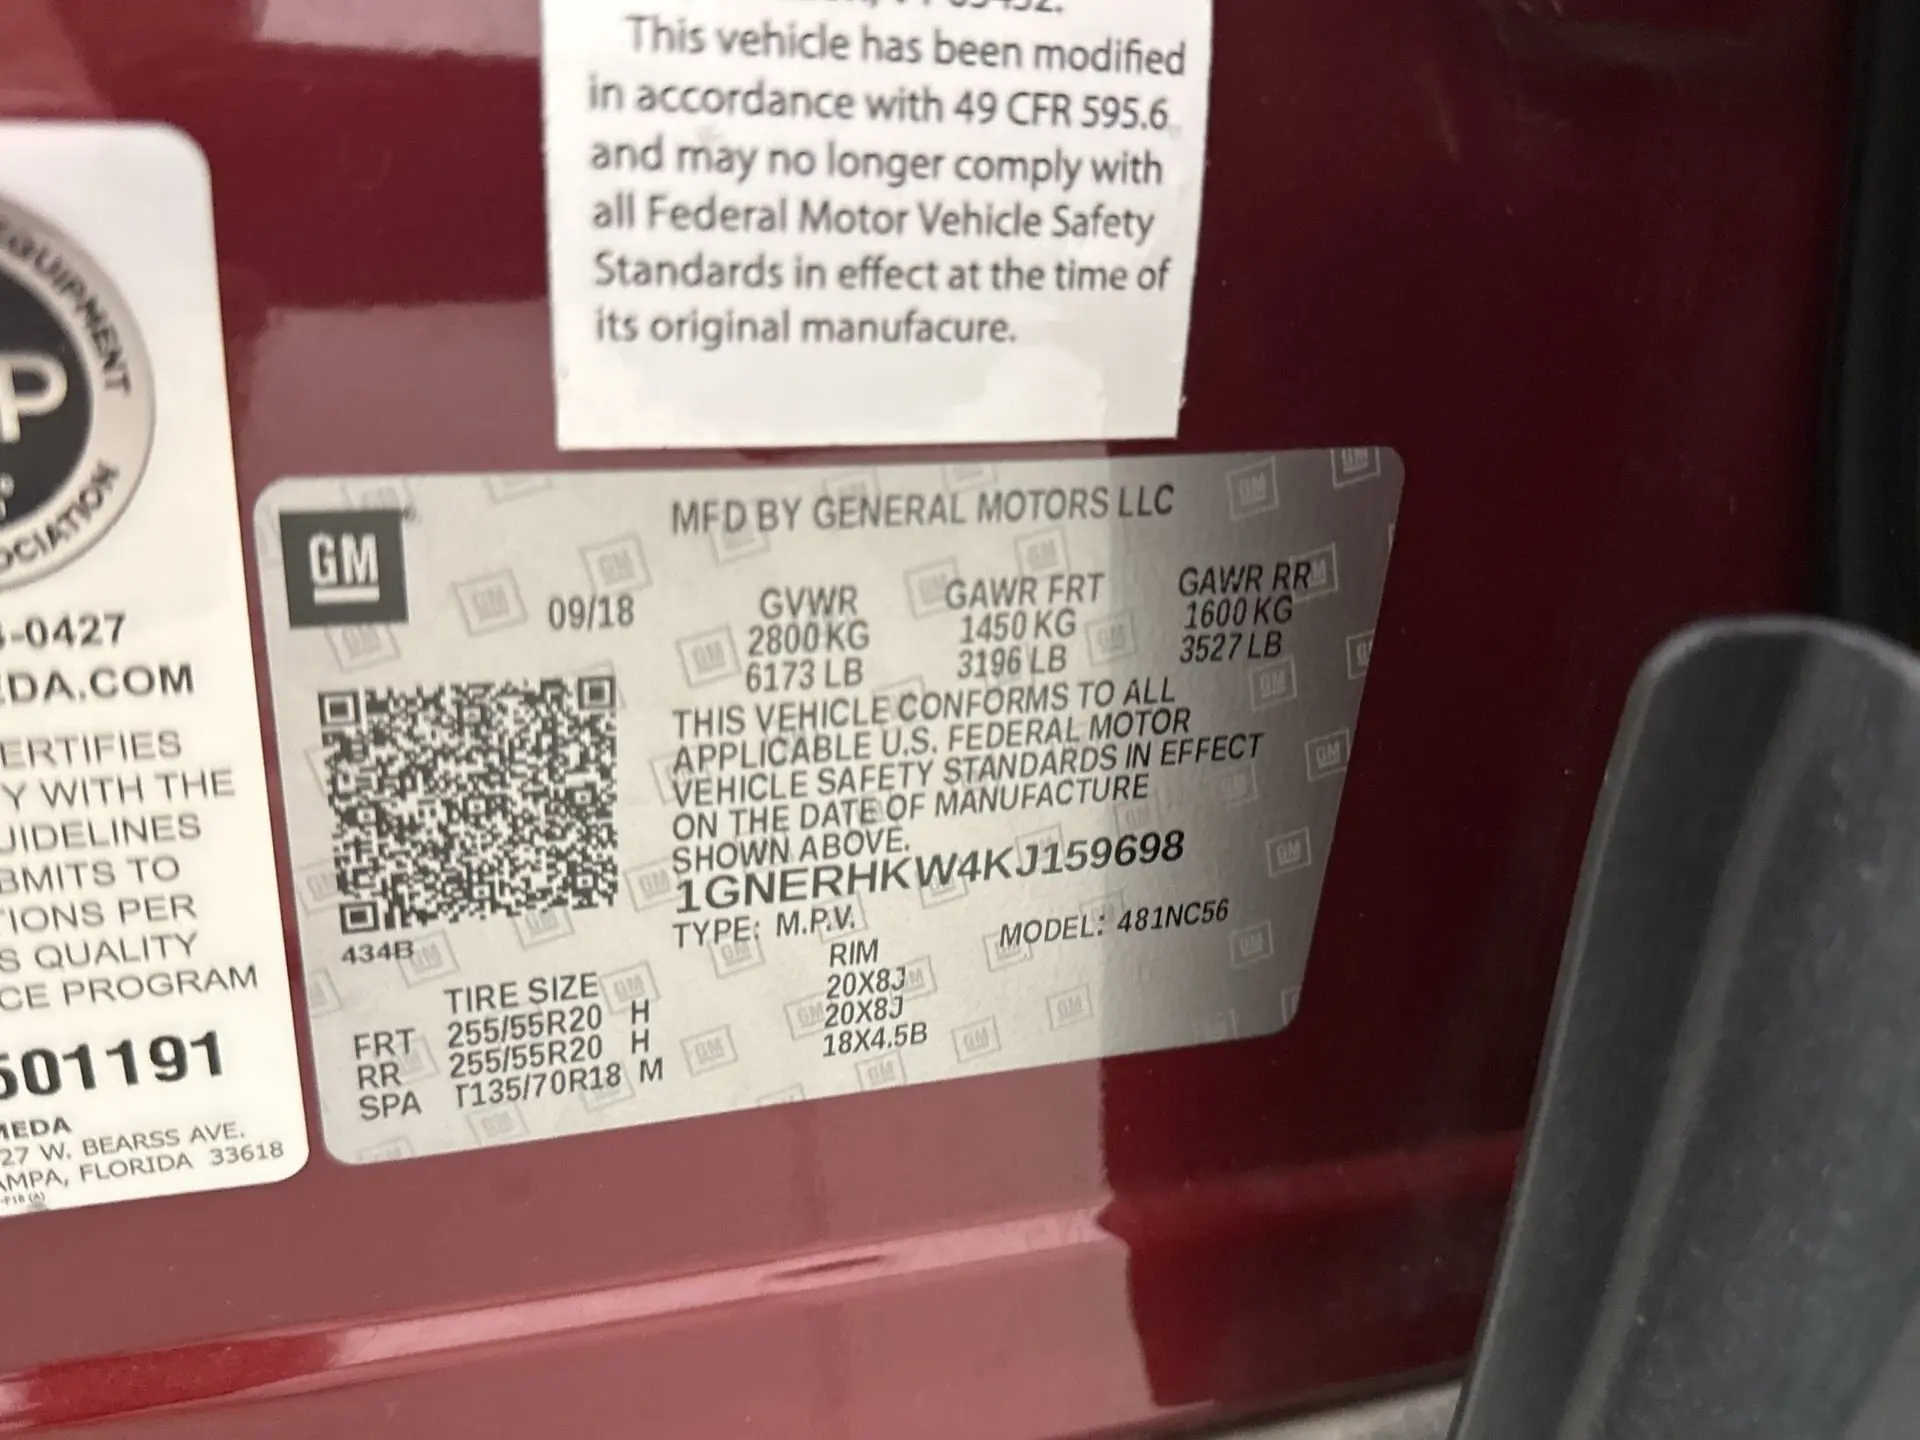 This vehicle has been modified
in accordance with 49 CFR 595.6
and may no longer comply with
all Federal Motor Vehicle Safety
Standards in effect at the time of
its original manufacure.
EQUIPMENT
P
OCIATION
-0427
EDA.COM
ERTIFIES
Y WITH THE
UIDELINES
BMITS TO
TIONS PER
S QUALITY
CE PROGRAM
501191
MEDA
27 W. BEARSS AVE.
AMPA, FLORIDA 33618
GM
MFD BY GENERAL MOTORS LLC
09/18
GVWR GAWR FRT GAWR RR
2800 KG 1450 KG 1600 KG
6173 LB 3196 LB 3527 LB
THIS VEHICLE CONFORMS TO ALL
APPLICABLE U.S. FEDERAL MOTOR
VEHICLE SAFETY STANDARDS IN EFFECT
ON THE DATE OF MANUFACTURE
SHOWN ABOVE.
1GNERHKW4KJ159698
TYPE: M.P.V. MODEL: 481NC56
434B
TIRE SIZE RIM
FRT 255/55R20 H 20X8J
RR 255/55R20 H 20X8J
SPA T135/70R18 M 18X4.5B